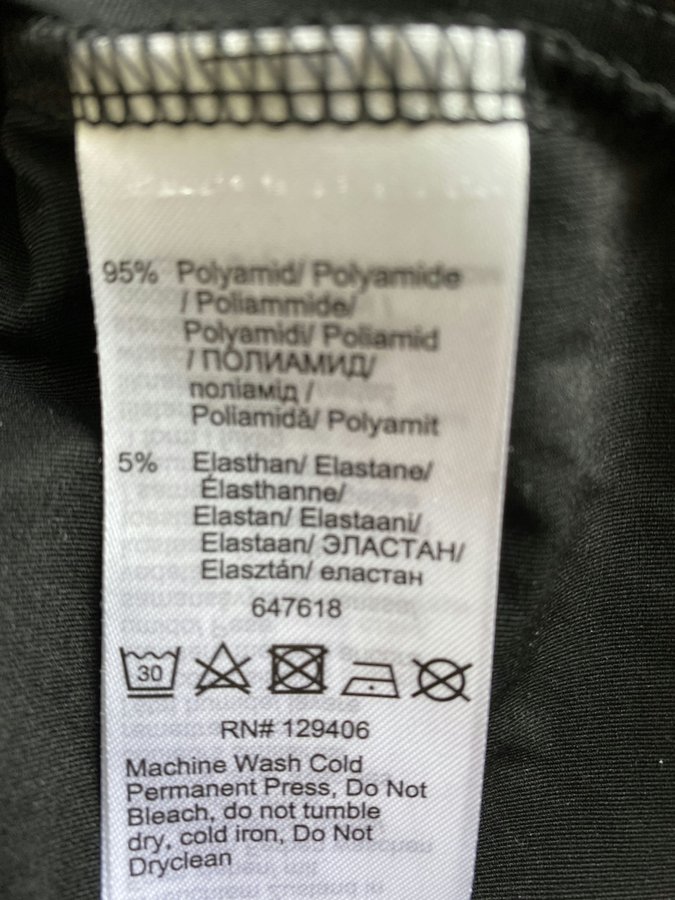 95% Polyamid/ Polyamide
/ Poliammide/
Polyamidi/ Poliamid
/ ПОЛИАМИД/
поліамід /
Poliamidă/ Polyamit
5% Elasthan/ Elastane/
Élasthanne/
Elastan/ Elastaani/
Elastaan/ ЭЛАСТАН/
Elasztán/ еластан
647618
30
RN# 129406
Machine Wash Cold
Permanent Press, Do Not
Bleach, do not tumble
dry, cold iron, Do Not
Dryclean